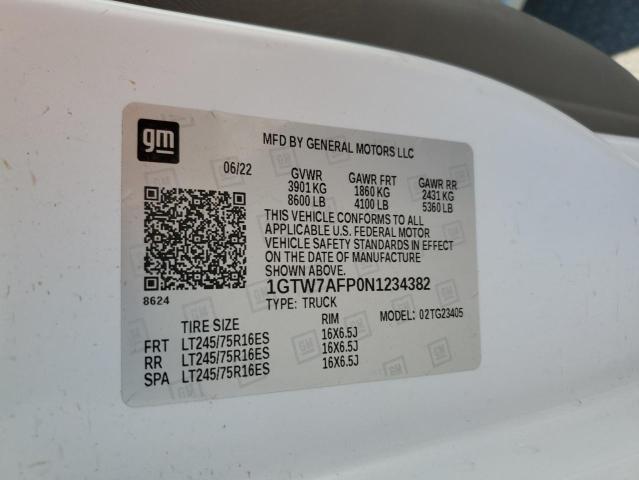 gm
MFD BY GENERAL MOTORS LLC
06/22 GVWR GAWR FRT GAWR RR
3901 KG 1860 KG 2431 KG
8600 LB 4100 LB 5360 LB
THIS VEHICLE CONFORMS TO ALL
APPLICABLE U.S. FEDERAL MOTOR
VEHICLE SAFETY STANDARDS IN EFFECT
ON THE DATE OF MANUFACTURE
SHOWN ABOVE.
8624
1GTW7AFP0N1234382
TYPE: TRUCK MODEL: 02TG23405
TIRE SIZE RIM
FRT LT245/75R16ES 16X6.5J
RR LT245/75R16ES 16X6.5J
SPA LT245/75R16ES 16X6.5J